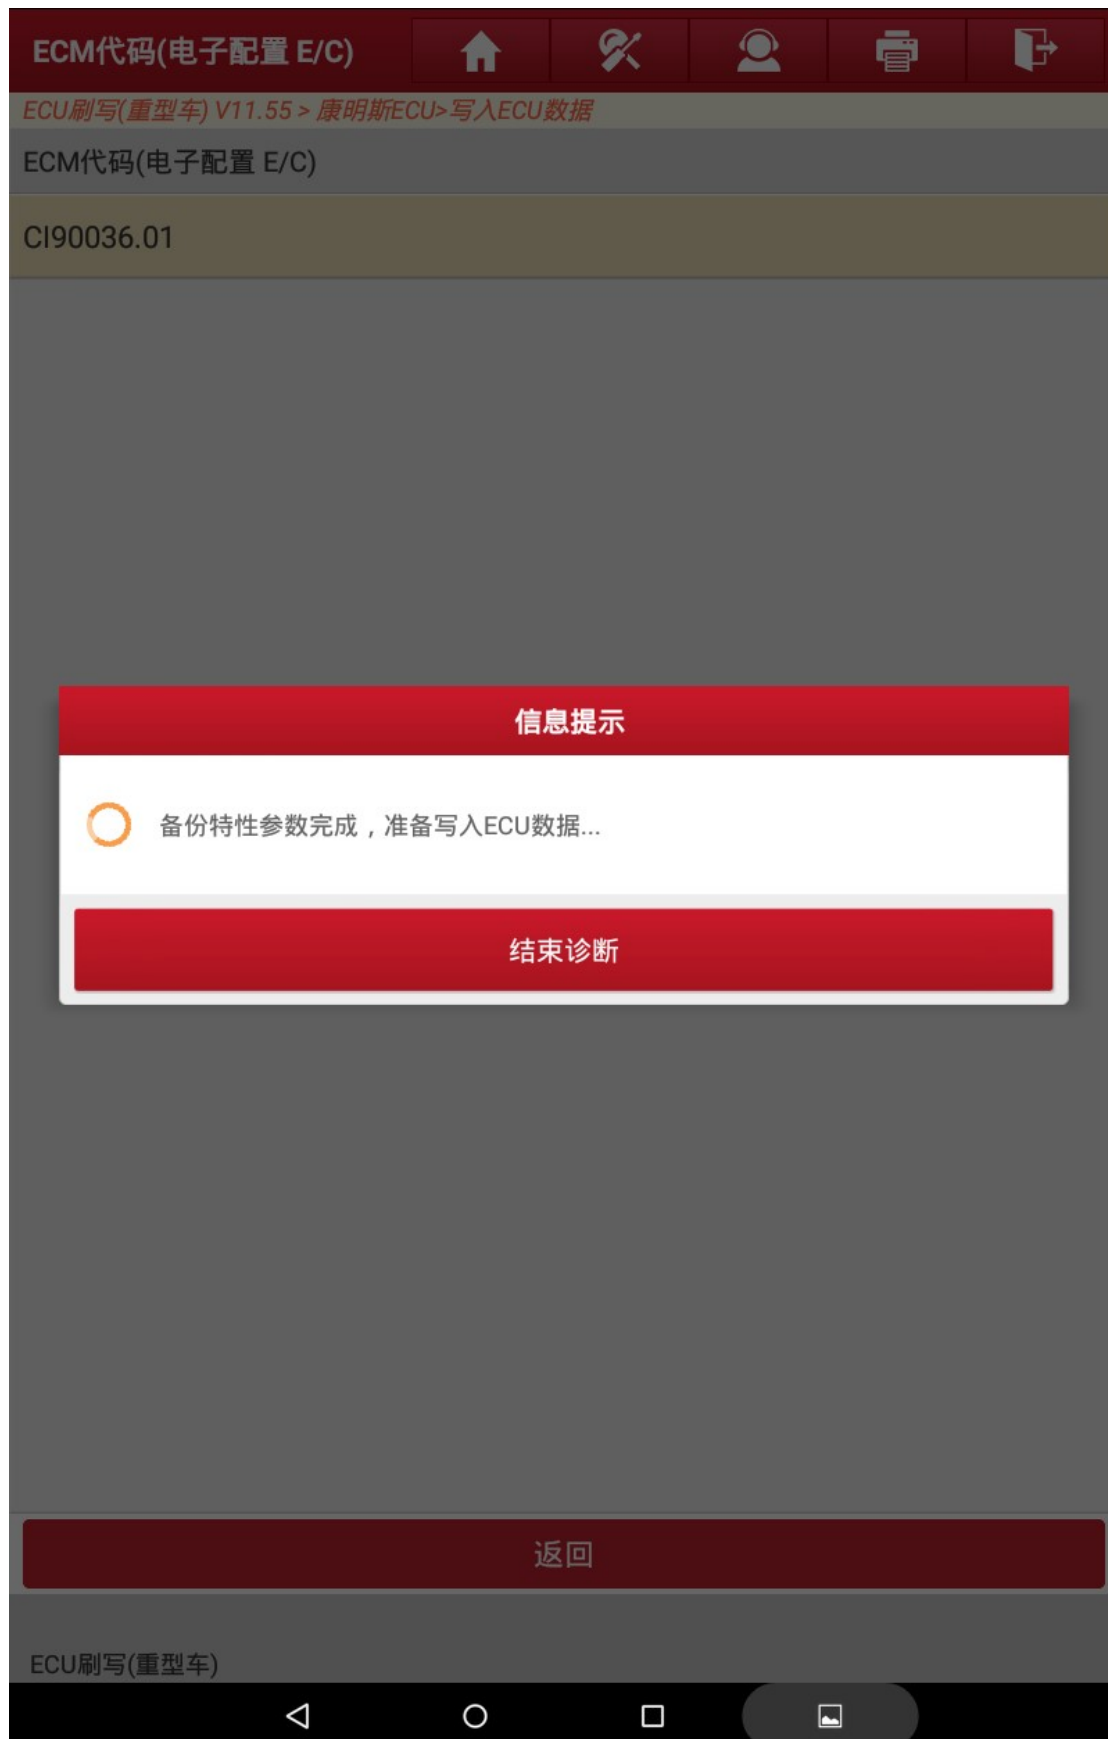 ECM代码(电子配置 E/C)
ECU刷写(重型车) V11.55 > 康明斯ECU>写入ECU数据
ECM代码(电子配置 E/C)
CI90036.01
信息提示
备份特性参数完成，准备写入ECU数据...
结束诊断
返回
ECU刷写(重型车)